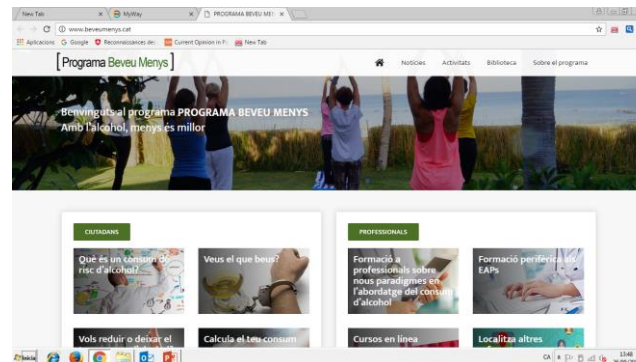 New Tab
MyWay
PROGRAMA BEVEU MEN
www.beveumenys.cat
Aplicacions
Google
Reconnaissances des
Current Opinion in P
New Tab
[Programa Beveu Menys]
Notícies
Activitats
Biblioteca
Sobre el programa
Benvinguts al programa PROGRAMA BEVEU MENYS
Amb l'alcohol, menys és millor
CIUTADANS
Què és un consum de
risc d'alcohol?
Veus el que beus?
Vols reduir o deixar el
Calcula el teu consum
PROFESSIONALS
Formació a
professionals sobre
nous paradigmes en
l'abordatge del consum
d'alcohol
Formació perifèrica als
EAPs
Cursos en línea
Localitza altres
Inicia
CA
13:48